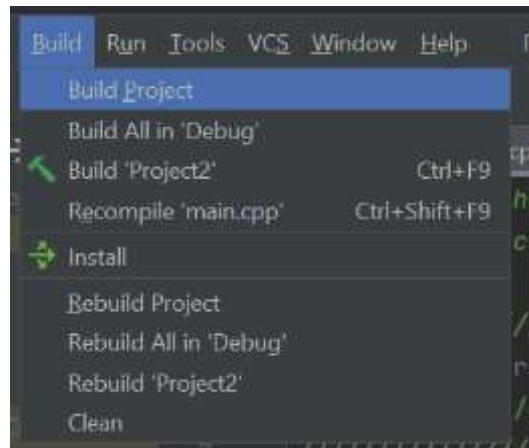 Build Run Tools VCS Window Help
Build Project
Build All in 'Debug'
Build 'Project2' Ctrl+F9
Recompile 'main.cpp' Ctrl+Shift+F9
Install
Rebuild Project
Rebuild All in 'Debug'
Rebuild 'Project2'
Clean